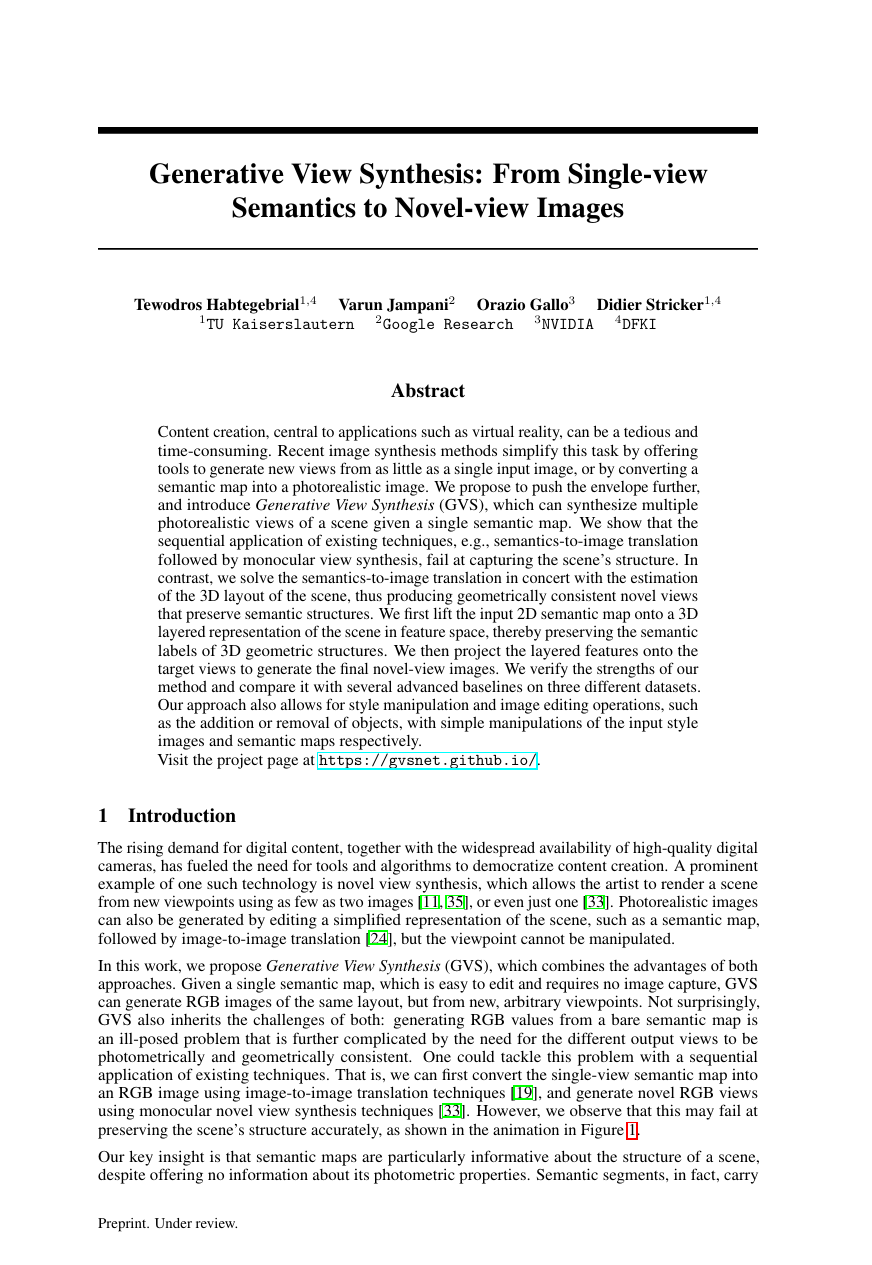 Generative View Synthesis: From Single-view
Semantics to Novel-view Images
Tewodros Habtegebrial1,4 Varun Jampani2 Orazio Gallo3 Didier Stricker1,4
1TU Kaiserslautern 2Google Research 3NVIDIA 4DFKI
Abstract
Content creation, central to applications such as virtual reality, can be a tedious and
time-consuming. Recent image synthesis methods simplify this task by offering
tools to generate new views from as little as a single input image, or by converting a
semantic map into a photorealistic image. We propose to push the envelope further,
and introduce Generative View Synthesis (GVS), which can synthesize multiple
photorealistic views of a scene given a single semantic map. We show that the
sequential application of existing techniques, e.g., semantics-to-image translation
followed by monocular view synthesis, fail at capturing the scene's structure. In
contrast, we solve the semantics-to-image translation in concert with the estimation
of the 3D layout of the scene, thus producing geometrically consistent novel views
that preserve semantic structures. We first lift the input 2D semantic map onto a 3D
layered representation of the scene in feature space, thereby preserving the semantic
labels of 3D geometric structures. We then project the layered features onto the
target views to generate the final novel-view images. We verify the strengths of our
method and compare it with several advanced baselines on three different datasets.
Our approach also allows for style manipulation and image editing operations, such
as the addition or removal of objects, with simple manipulations of the input style
images and semantic maps respectively.
Visit the project page at https://gvsnet.github.io/.
1 Introduction
The rising demand for digital content, together with the widespread availability of high-quality digital
cameras, has fueled the need for tools and algorithms to democratize content creation. A prominent
example of one such technology is novel view synthesis, which allows the artist to render a scene
from new viewpoints using as few as two images [11, 35], or even just one [33]. Photorealistic images
can also be generated by editing a simplified representation of the scene, such as a semantic map,
followed by image-to-image translation [24], but the viewpoint cannot be manipulated.
In this work, we propose Generative View Synthesis (GVS), which combines the advantages of both
approaches. Given a single semantic map, which is easy to edit and requires no image capture, GVS
can generate RGB images of the same layout, but from new, arbitrary viewpoints. Not surprisingly,
GVS also inherits the challenges of both: generating RGB values from a bare semantic map is
an ill-posed problem that is further complicated by the need for the different output views to be
photometrically and geometrically consistent. One could tackle this problem with a sequential
application of existing techniques. That is, we can first convert the single-view semantic map into
an RGB image using image-to-image translation techniques [19], and generate novel RGB views
using monocular novel view synthesis techniques [33]. However, we observe that this may fail at
preserving the scene's structure accurately, as shown in the animation in Figure 1.
Our key insight is that semantic maps are particularly informative about the structure of a scene,
despite offering no information about its photometric properties. Semantic segments, in fact, carry
Preprint. Under review.